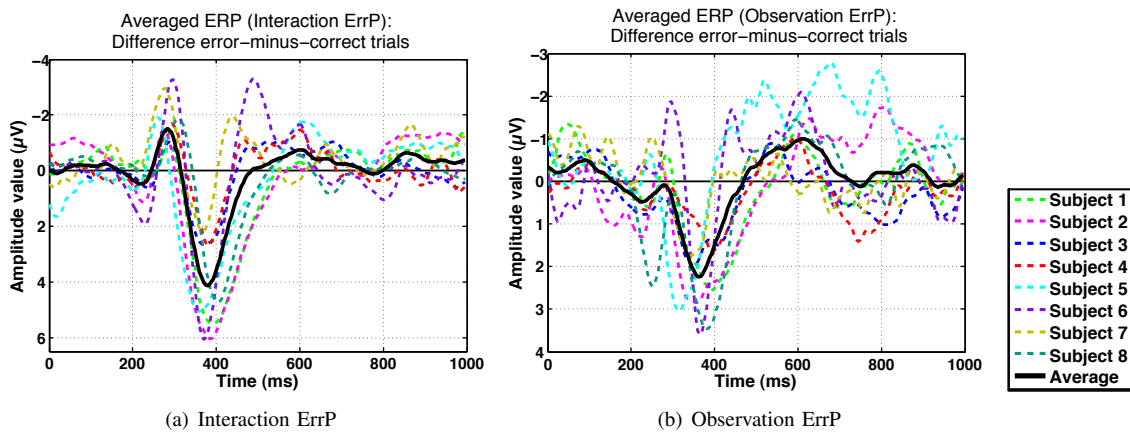 Averaged ERP (Interaction ErrP):
Difference error−minus−correct trials
−4
−2
0
2
4
6
Amplitude value (µV)
0
200
400
600
800
1000
Time (ms)
(a) Interaction ErrP
Averaged ERP (Observation ErrP):
Difference error−minus−correct trials
−3
−2
−1
0
1
2
3
4
Amplitude value (µV)
0
200
400
600
800
1000
Time (ms)
(b) Observation ErrP
Subject 1
Subject 2
Subject 3
Subject 4
Subject 5
Subject 6
Subject 7
Subject 8
Average